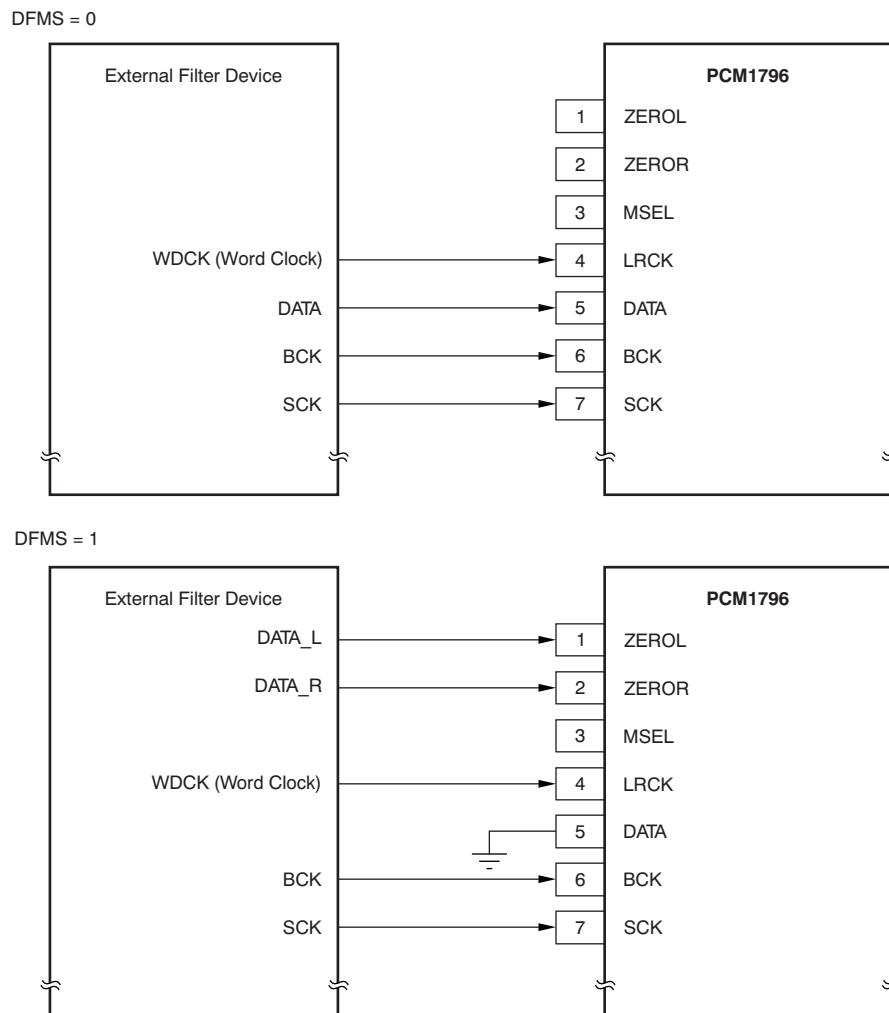 DFMS = 0
External Filter Device
PCM1796
1 ZEROL
2 ZEROR
3 MSEL
WDCK (Word Clock) 4 LRCK
DATA 5 DATA
BCK 6 BCK
SCK 7 SCK
DFMS = 1
External Filter Device
PCM1796
DATA_L 1 ZEROL
DATA_R 2 ZEROR
3 MSEL
WDCK (Word Clock) 4 LRCK
5 DATA
BCK 6 BCK
SCK 7 SCK